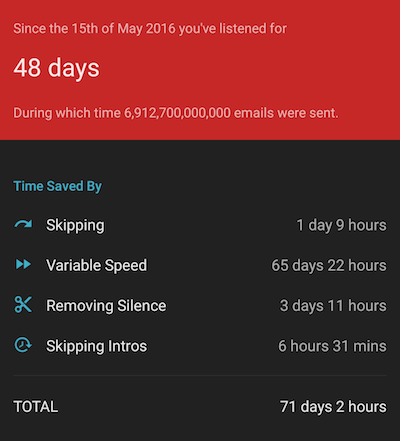 Since the 15th of May 2016 you've listened for
48 days
During which time 6,912,700,000,000 emails were sent.
Time Saved By
Skipping 1 day 9 hours
Variable Speed 65 days 22 hours
Removing Silence 3 days 11 hours
Skipping Intros 6 hours 31 mins
TOTAL 71 days 2 hours